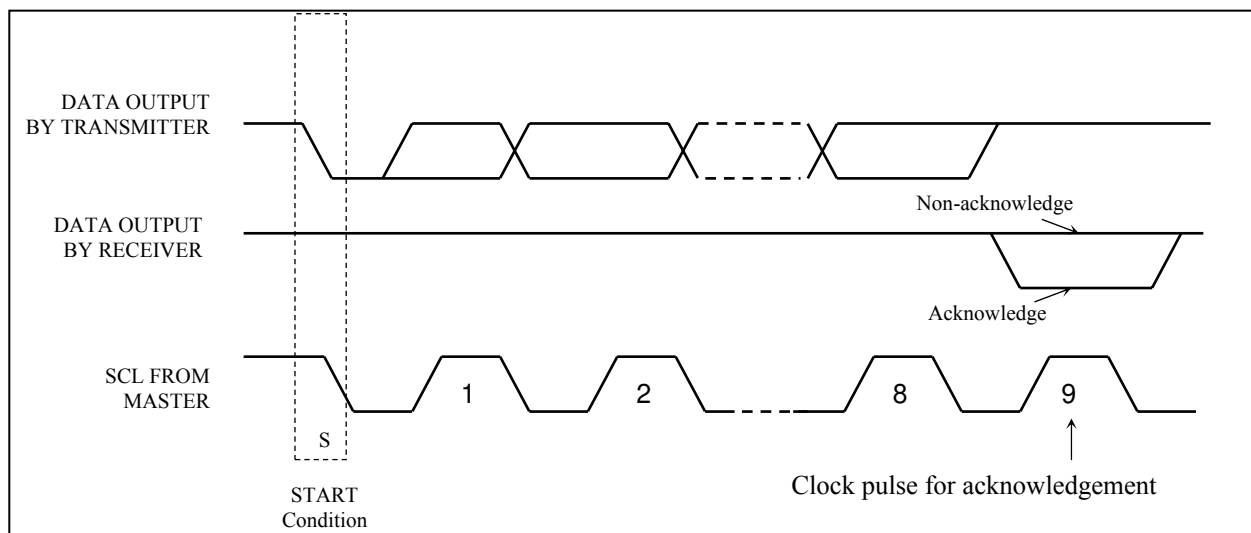 DATA OUTPUT
BY TRANSMITTER
Non-acknowledge
DATA OUTPUT
BY RECEIVER
Acknowledge
SCL FROM
MASTER
1
2
8
9
S
START
Condition
Clock pulse for acknowledgement